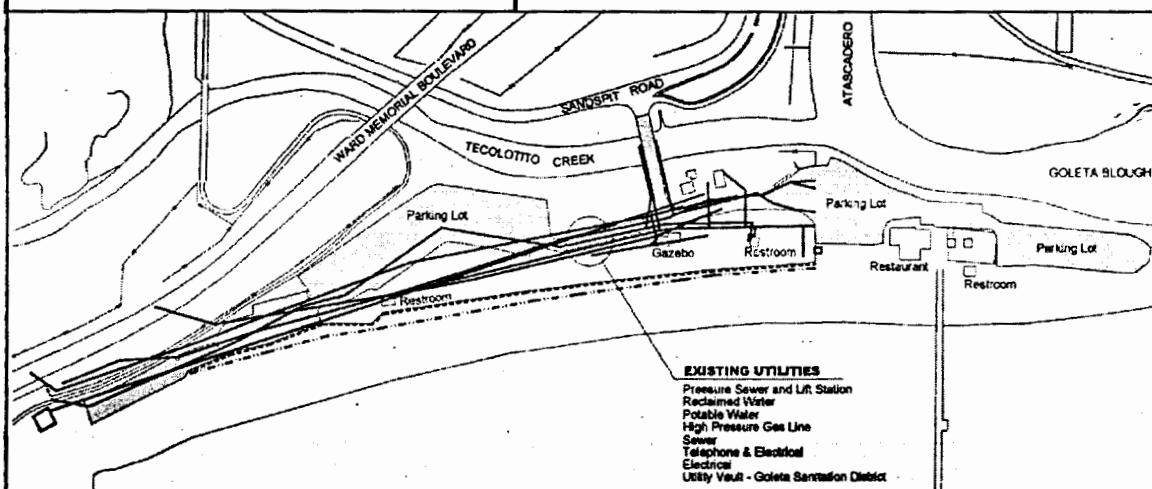 WARD MEMORIAL BOULEVARD
SANDSPIT ROAD
ATASCADERO
TECOLOTITO CREEK
GOLETA SLOUGH
Parking Lot
Parking Lot
Parking Lot
Gazebo
Restroom
Restaurant
Restroom
Restroom
EXISTING UTILITIES
Pressure Sewer and Lift Station
Reclaimed Water
Potable Water
High Pressure Gas Line
Sewer
Telephone & Electrical
Electrical
Utility Vault - Goleta Sanitation District